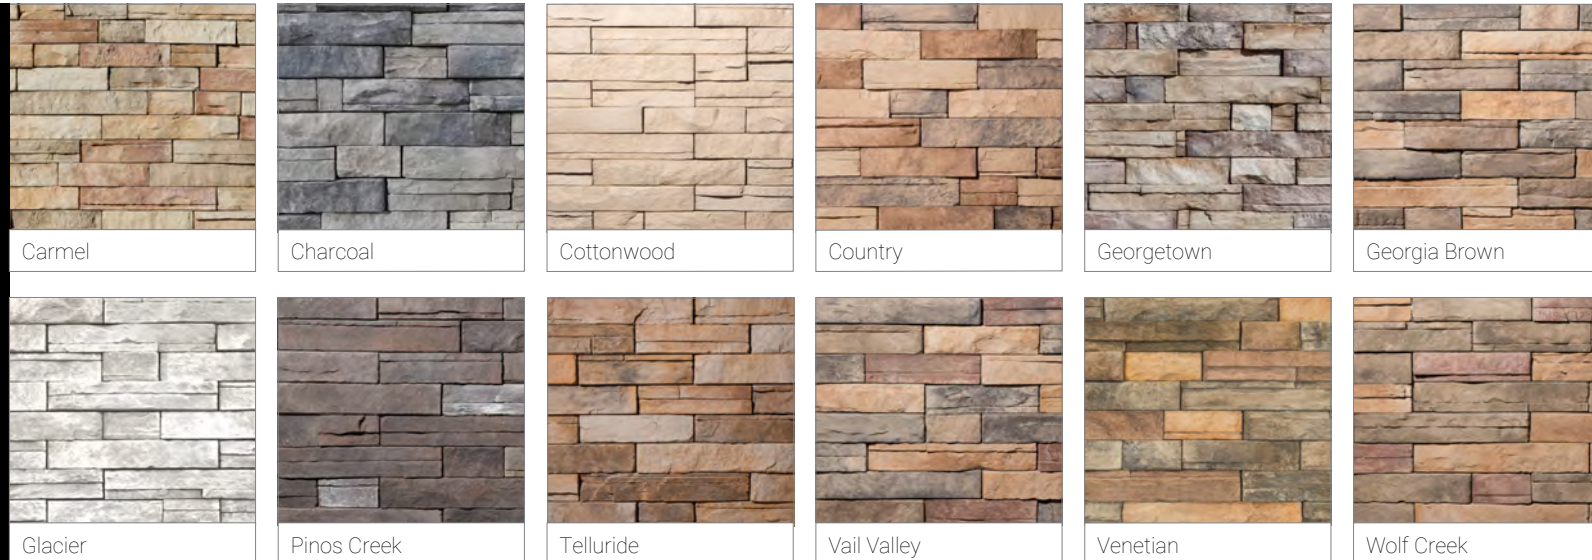 Carmel
Charcoal
Cottonwood
Country
Georgetown
Georgia Brown
Glacier
Pinos Creek
Telluride
Vail Valley
Venetian
Wolf Creek